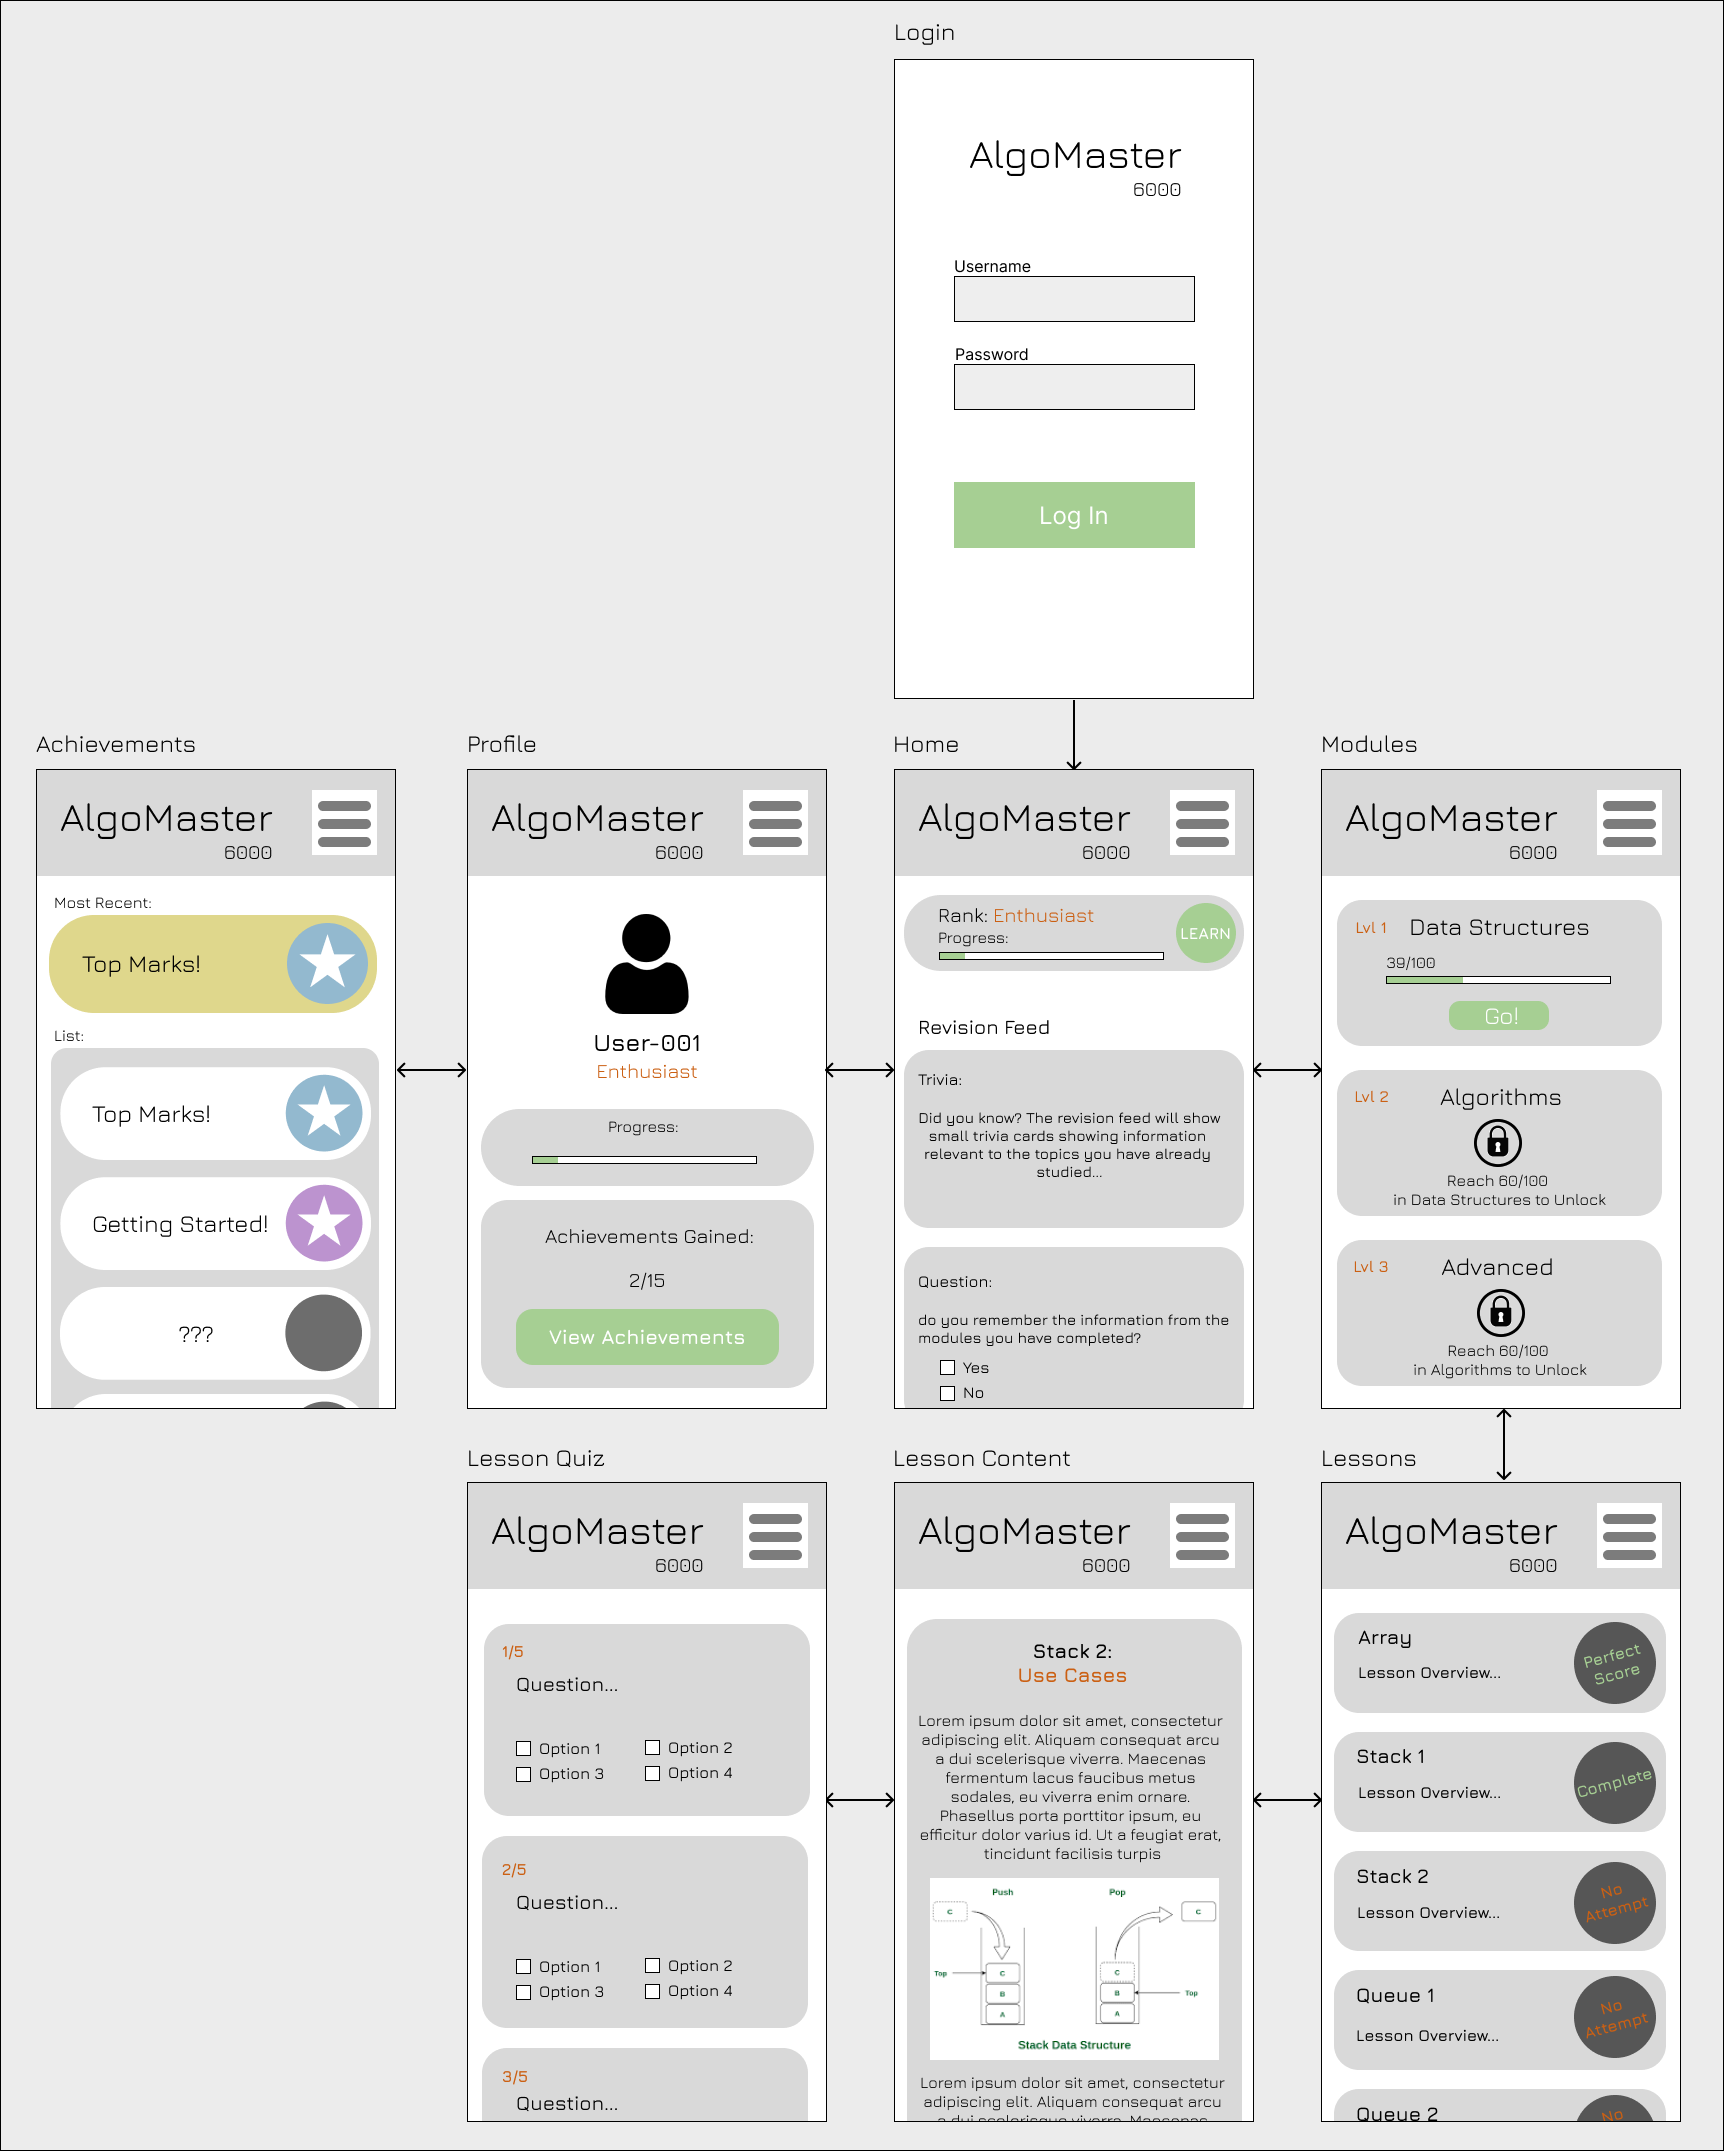 Login
AlgoMaster
6000
Username
Password
Log In
Achievements
AlgoMaster
6000
Most Recent:
Top Marks!
List:
Top Marks!
Getting Started!
???
Profile
AlgoMaster
6000
User-001
Enthusiast
Progress:
Achievements Gained:
2/15
View Achievements
Home
AlgoMaster
6000
Rank: Enthusiast
Progress:
LEARN
Revision Feed
Trivia:
Did you know? The revision feed will show
small trivia cards showing information
relevant to the topics you have already
studied...
Question:
do you remember the information from the
modules you have completed?
Yes
No
Modules
AlgoMaster
6000
Lvl 1 Data Structures
39/100
Go!
Lvl 2 Algorithms
Reach 60/100
in Data Structures to Unlock
Lvl 3 Advanced
Reach 60/100
in Algorithms to Unlock
Lesson Quiz
AlgoMaster
6000
1/5
Question...
Option 1 Option 2
Option 3 Option 4
2/5
Question...
Option 1 Option 2
Option 3 Option 4
3/5
Question...
Lesson Content
AlgoMaster
6000
Stack 2:
Use Cases
Lorem ipsum dolor sit amet, consectetur
adipiscing elit. Aliquam consequat arcu
a dui scelerisque viverra. Maecenas
fermentum lacus faucibus metus
sodales, eu viverra enim ornare.
Phasellus porta porttitor ipsum, eu
efficitur dolor varius id. Ut a feugiat erat,
tincidunt facilisis turpis
Push Pop
C C
Top C C
B B Top
A A
Stack Data Structure
Lorem ipsum dolor sit amet, consectetur
adipiscing elit. Aliquam consequat arcu
a dui scelerisque viverra. Maecenas
Lessons
AlgoMaster
6000
Array
Lesson Overview...
Perfect
Score
Stack 1
Lesson Overview...
Complete
Stack 2
Lesson Overview...
No
Attempt
Queue 1
Lesson Overview...
No
Attempt
Queue 2
No